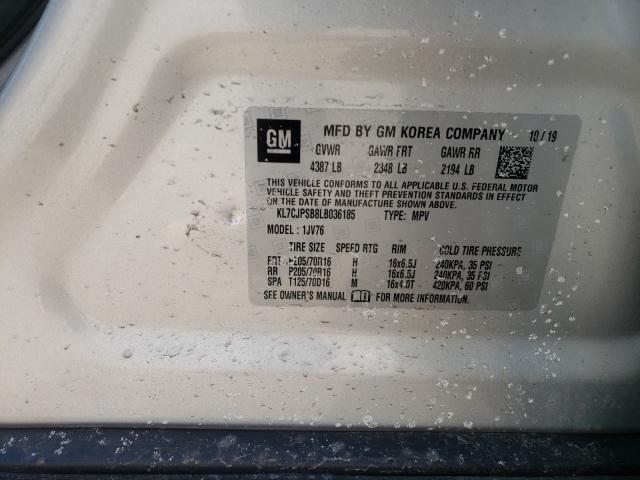 GM MFD BY GM KOREA COMPANY 10/19
GVWR GAWR FRT GAWR RR
4387 LB 2348 LB 2194 LB
THIS VEHICLE CONFORMS TO ALL APPLICABLE U.S. FEDERAL MOTOR
VEHICLE SAFETY AND THEFT PREVENTION STANDARDS IN EFFECT
ON THE DATE OF MANUFACTURE SHOWN ABOVE.
KL7CJPSB8LB036185 TYPE: MPV
MODEL: 1JV76
TIRE SIZE SPEED RTG RIM COLD TIRE PRESSURE
FRT P205/70R16 H 16x6.5J 240KPA, 35 PSI
RR P205/70R16 H 16x6.5J 240KPA, 35 PSI
SPA T125/70D16 M 16x4.0T 420KPA, 60 PSI
SEE OWNER'S MANUAL FOR MORE INFORMATION.